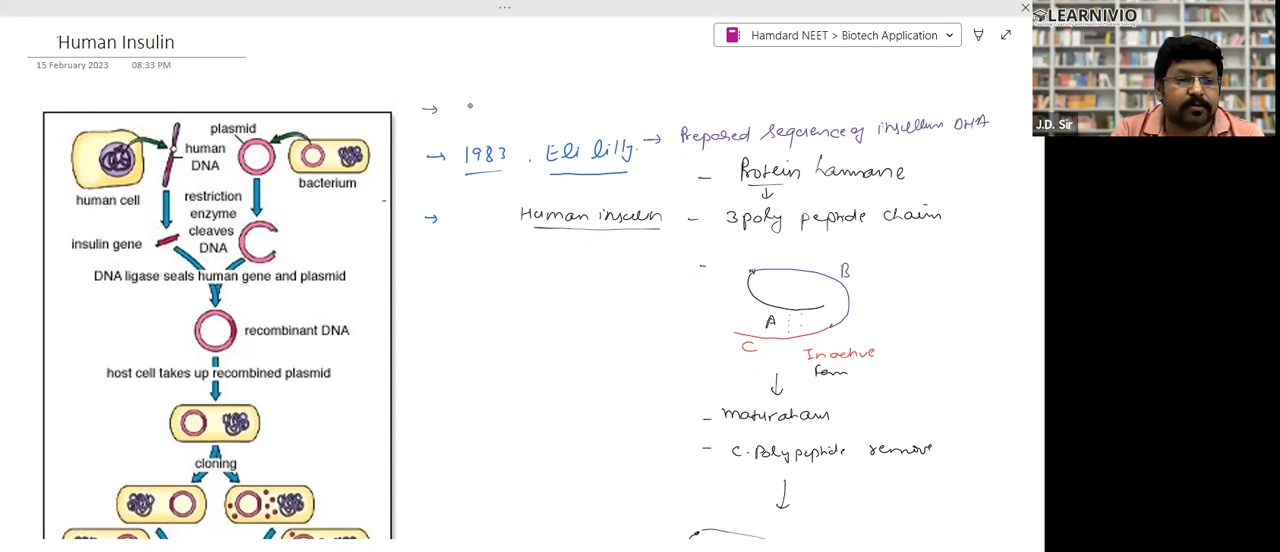 ...
Human Insulin
15 February 2023 08:33 PM
Hamdard NEET > Biotech Application
LEARNIVIO
J.D. Sir
plasmid
human
DNA
human cell
bacterium
restriction
enzyme
cleaves
DNA
insulin gene
DNA ligase seals human gene and plasmid
recombinant DNA
host cell takes up recombined plasmid
cloning
→
→ 1983 . Eli lilly. → Prepared sequence of insulin DNA
- Protein hormone
→ Human insulin - 3 poly peptide chain
-
B
A
C
Inactive
form
- maturation
- C. Polypeptide remove